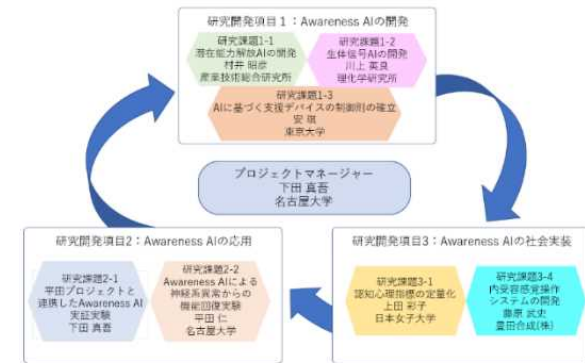 研究開発項目1：Awareness AIの開発
研究課題1-1
潜在能力解放AIの開発
村井 昭彦
産業技術総合研究所
研究課題1-2
生体信号AIの開発
川上 英良
理化学研究所
研究課題1-3
AIに基づく支援デバイスの制御則の確立
安 琪
東京大学
プロジェクトマネージャー
下田 真吾
名古屋大学
研究開発項目2：Awareness AIの応用
研究課題2-1
平田プロジェクトと
連携したAwareness AI
実証実験
下田 真吾
研究課題2-2
Awareness AIによる
神経系異常からの
機能回復実験
平田 仁
名古屋大学
研究開発項目3：Awareness AIの社会実装
研究課題3-1
認知心理指標の定量化
上田 彩子
日本女子大学
研究課題3-4
内受容感覚操作
システムの開発
藤原 武史
豊田合成(株)